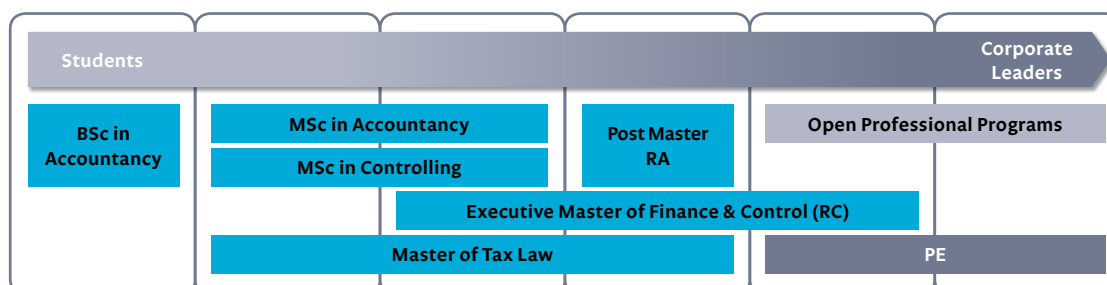 Students
Corporate
Leaders
BSc in
Accountancy
MSc in Accountancy
MSc in Controlling
Post Master
RA
Open Professional Programs
Executive Master of Finance & Control (RC)
Master of Tax Law
PE